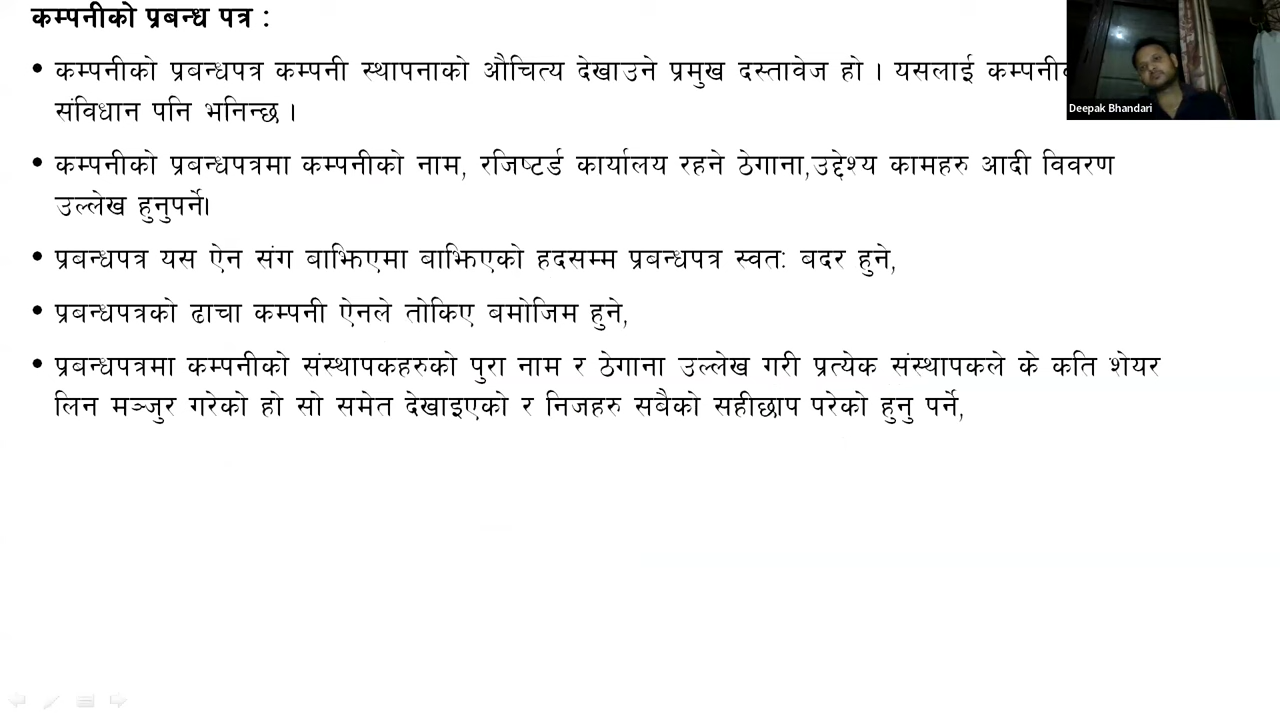 कम्पनीको प्रबन्ध पत्र :
• कम्पनीको प्रबन्धपत्र कम्पनी स्थापनाको औचित्य देखाउने प्रमुख दस्तावेज हो । यसलाई
संविधान पनि भनिन्छ ।
• कम्पनीको प्रबन्धपत्रमा कम्पनीको नाम, रजिष्टर्ड कार्यालय रहने ठेगाना,उद्देश्य कामहरु आदी विवरण
उल्लेख हुनुपर्ने।
• प्रबन्धपत्र यस ऐन संग बाझिएमा बाझिएको हदसम्म प्रबन्धपत्र स्वत: बदर हुने,
• प्रबन्धपत्रको ढाचा कम्पनी ऐनले तोकिए बमोजिम हुने,
• प्रबन्धपत्रमा कम्पनीको संस्थापकहरुको पुरा नाम र ठेगाना उल्लेख गरी प्रत्येक संस्थापकले के कति शेयर
लिन मञ्जुर गरेको हो सो समेत देखाइएको र निजहरु सबैको सहीछाप परेको हुनु पर्ने,
Deepak Bhandari